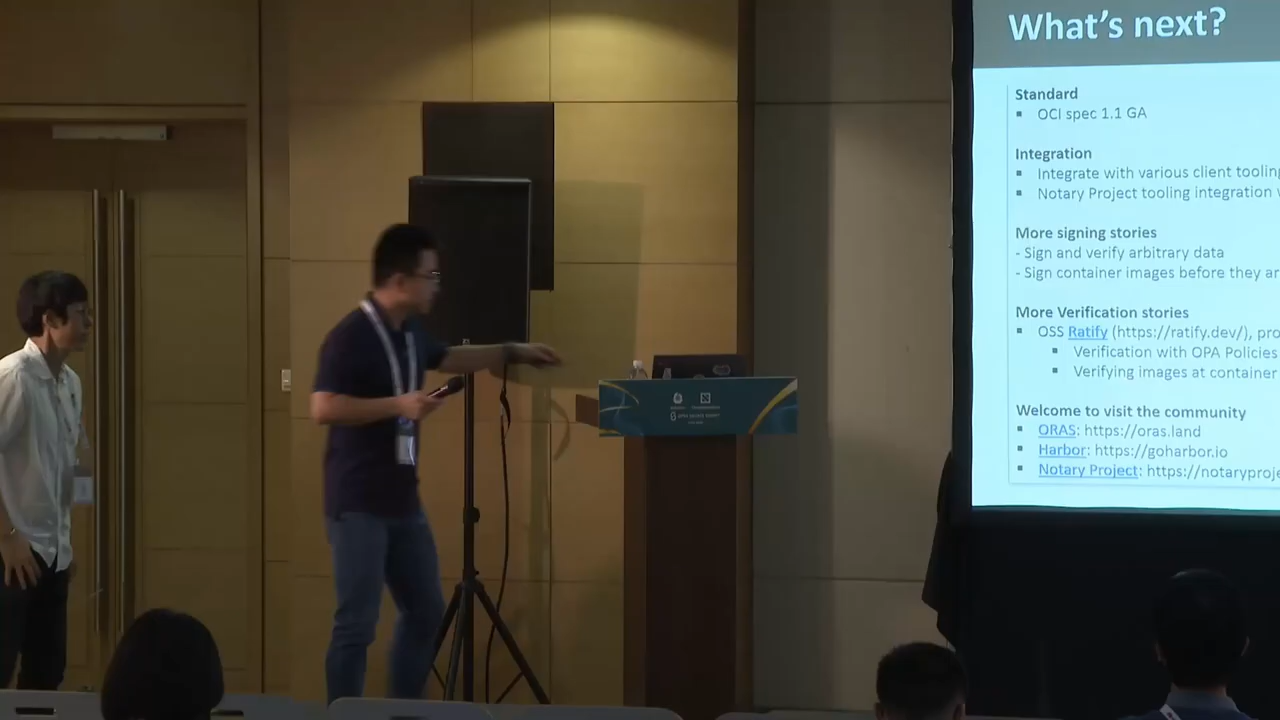 What's next?
Standard
▪ OCI spec 1.1 GA
Integration
▪ Integrate with various client tooling
▪ Notary Project tooling integration
More signing stories
- Sign and verify arbitrary data
- Sign container images before they
More Verification stories
▪ OSS Ratify (https://ratify.dev/),
▪ Verification with OPA Policies
▪ Verifying images at container
Welcome to visit the community
▪ ORAS: https://oras.land
▪ Harbor: https://goharbor.io
▪ Notary Project: https://notaryproje